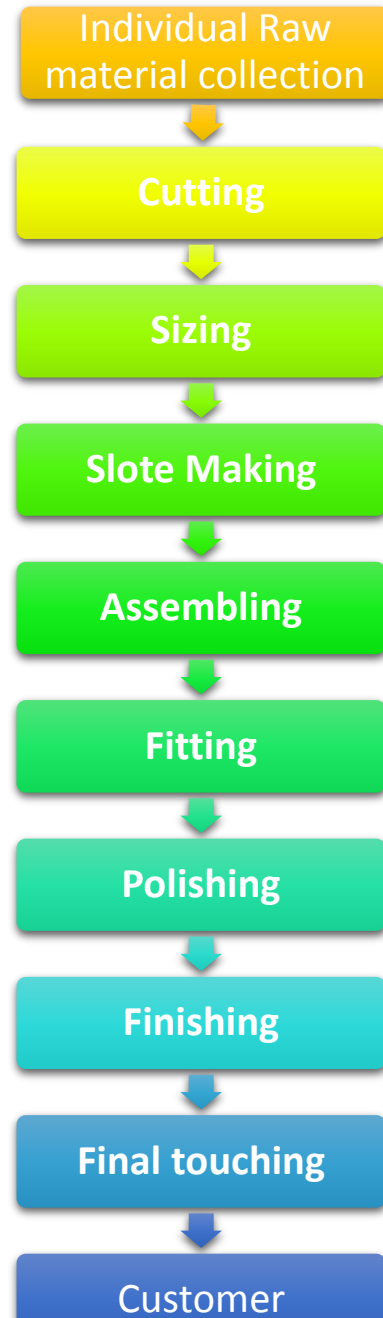 Individual Raw
material collection
Cutting
Sizing
Slote Making
Assembling
Fitting
Polishing
Finishing
Final touching
Customer